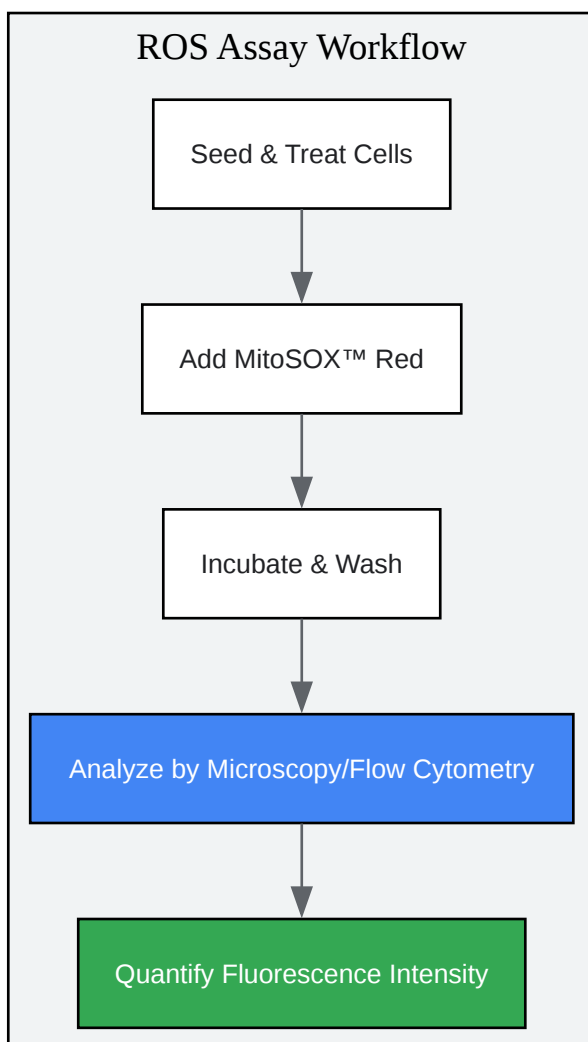 ROS Assay Workflow
Seed & Treat Cells
Add MitoSOX™ Red
Incubate & Wash
Analyze by Microscopy/Flow Cytometry
Quantify Fluorescence Intensity